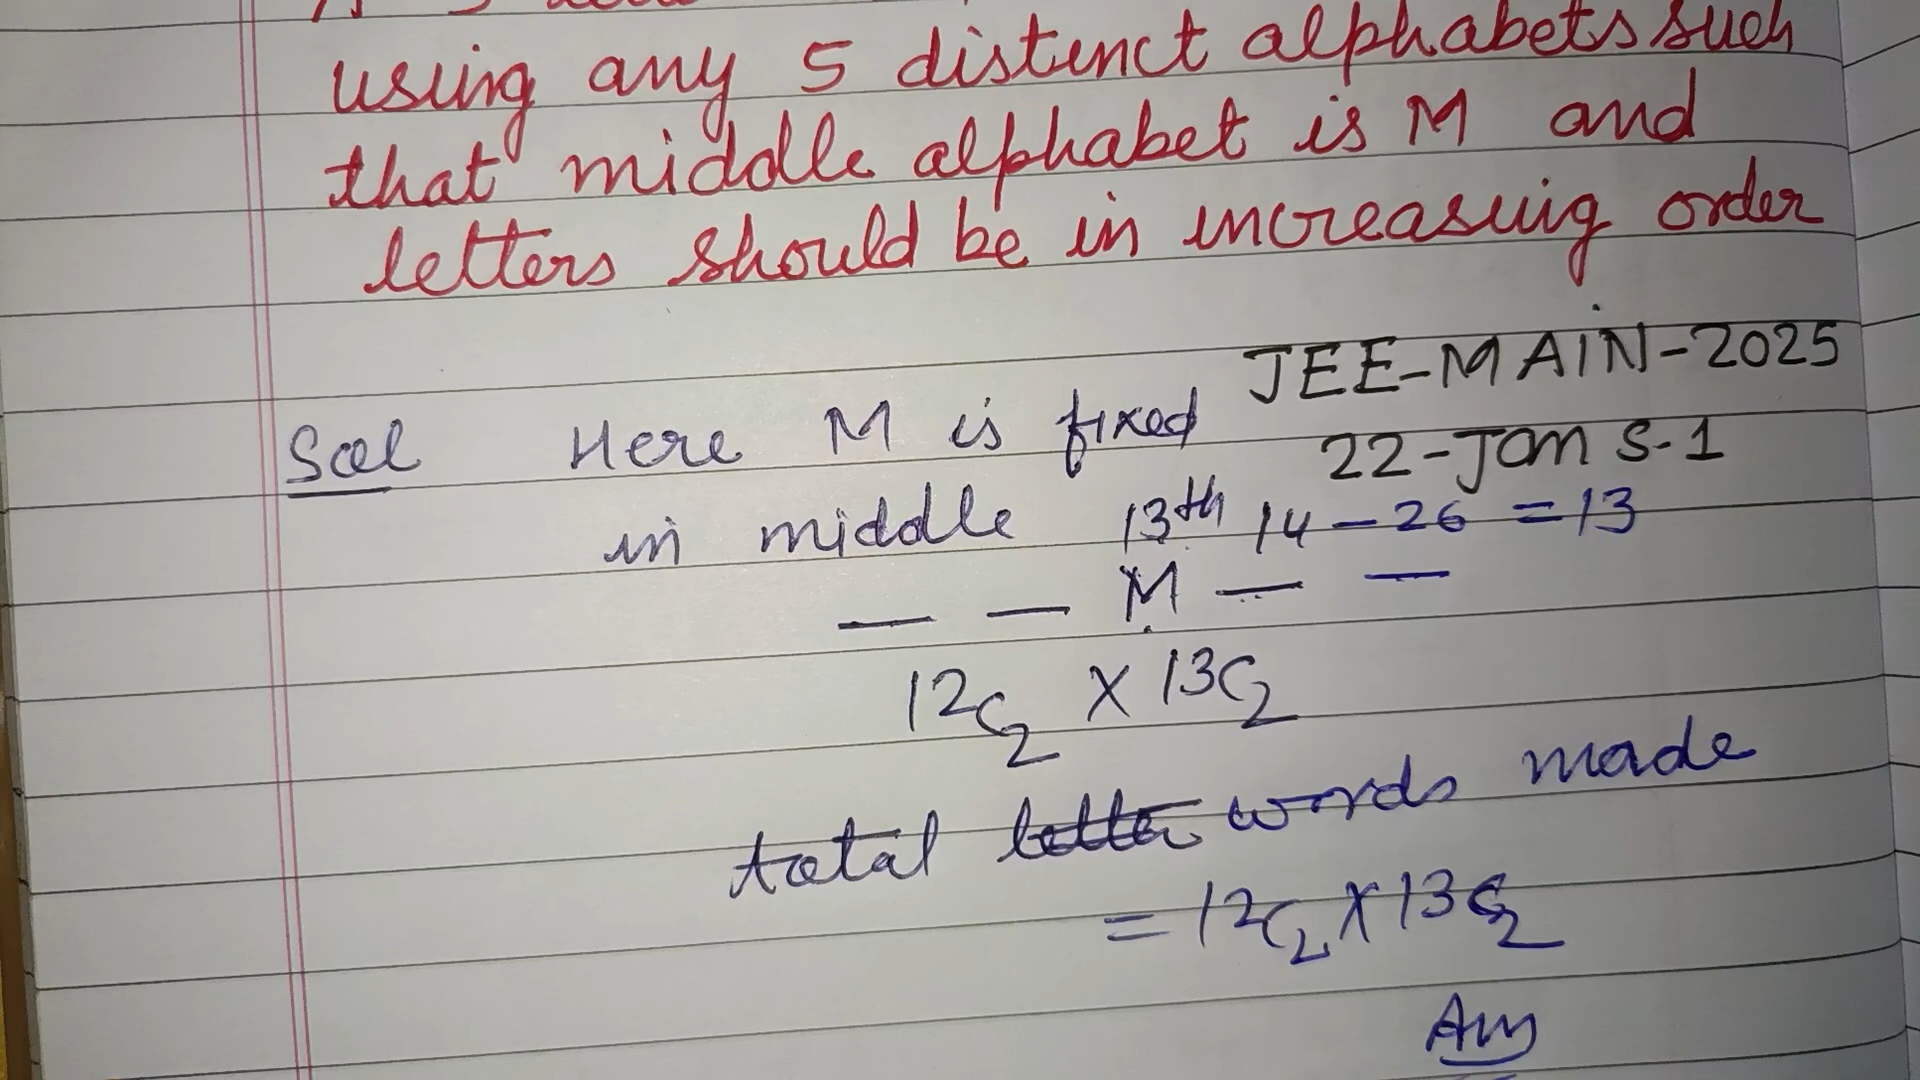 using any 5 distinct alphabets such
that middle alphabet is M and
letters should be in increasing order
JEE-MAIN-2025
Sol Here M is fixed
22-Jan S-1
in middle 13th 14 - 26 = 13
— — M — —
12C2 X 13C2
total letter words made
= 12C2 X 13C2
Ans